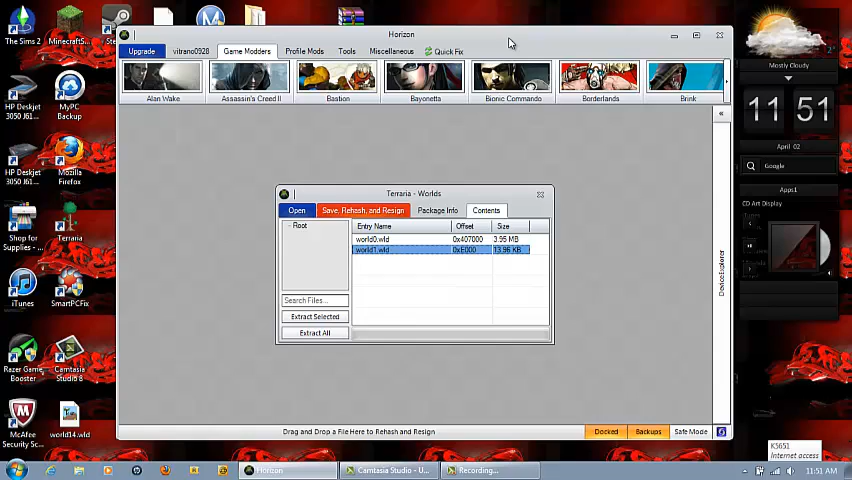 The Sims 2
MinecraftS...
Steam
HP Deskjet
3050 J61...
MyPC
Backup
HP Deskjet
3050 J61...
Mozilla
Firefox
Shop for
Supplies - ...
Terraria
iTunes
SmartPCFix
Razer Game
Booster
Camtasia
Studio 8
McAfee
Security Sc...
world14.wld
Horizon
Upgrade
vitrano0928
Game Modders
Profile Mods
Tools
Miscellaneous
Quick Fix
Alan Wake
Assassin's Creed II
Bastion
Bayonetta
Bionic Commando
Borderlands
Brink
«
DeviceExplorer
Terraria - Worlds
Open
Save, Rehash, and Resign
Package Info
Contents
Root
Entry Name Offset Size
world0.wld 0x407000 3.95 MB
world1.wld 0xE000 13.96 KB
Search Files...
Extract Selected
Extract All
Drag and Drop a File Here to Rehash and Resign
Docked
Backups
Safe Mode
Mostly Cloudy
11 51
April 02
Google
Apps1
CD Art Display
K5651
Internet access
Horizon
Camtasia Studio - U...
Recording...
11:51 AM